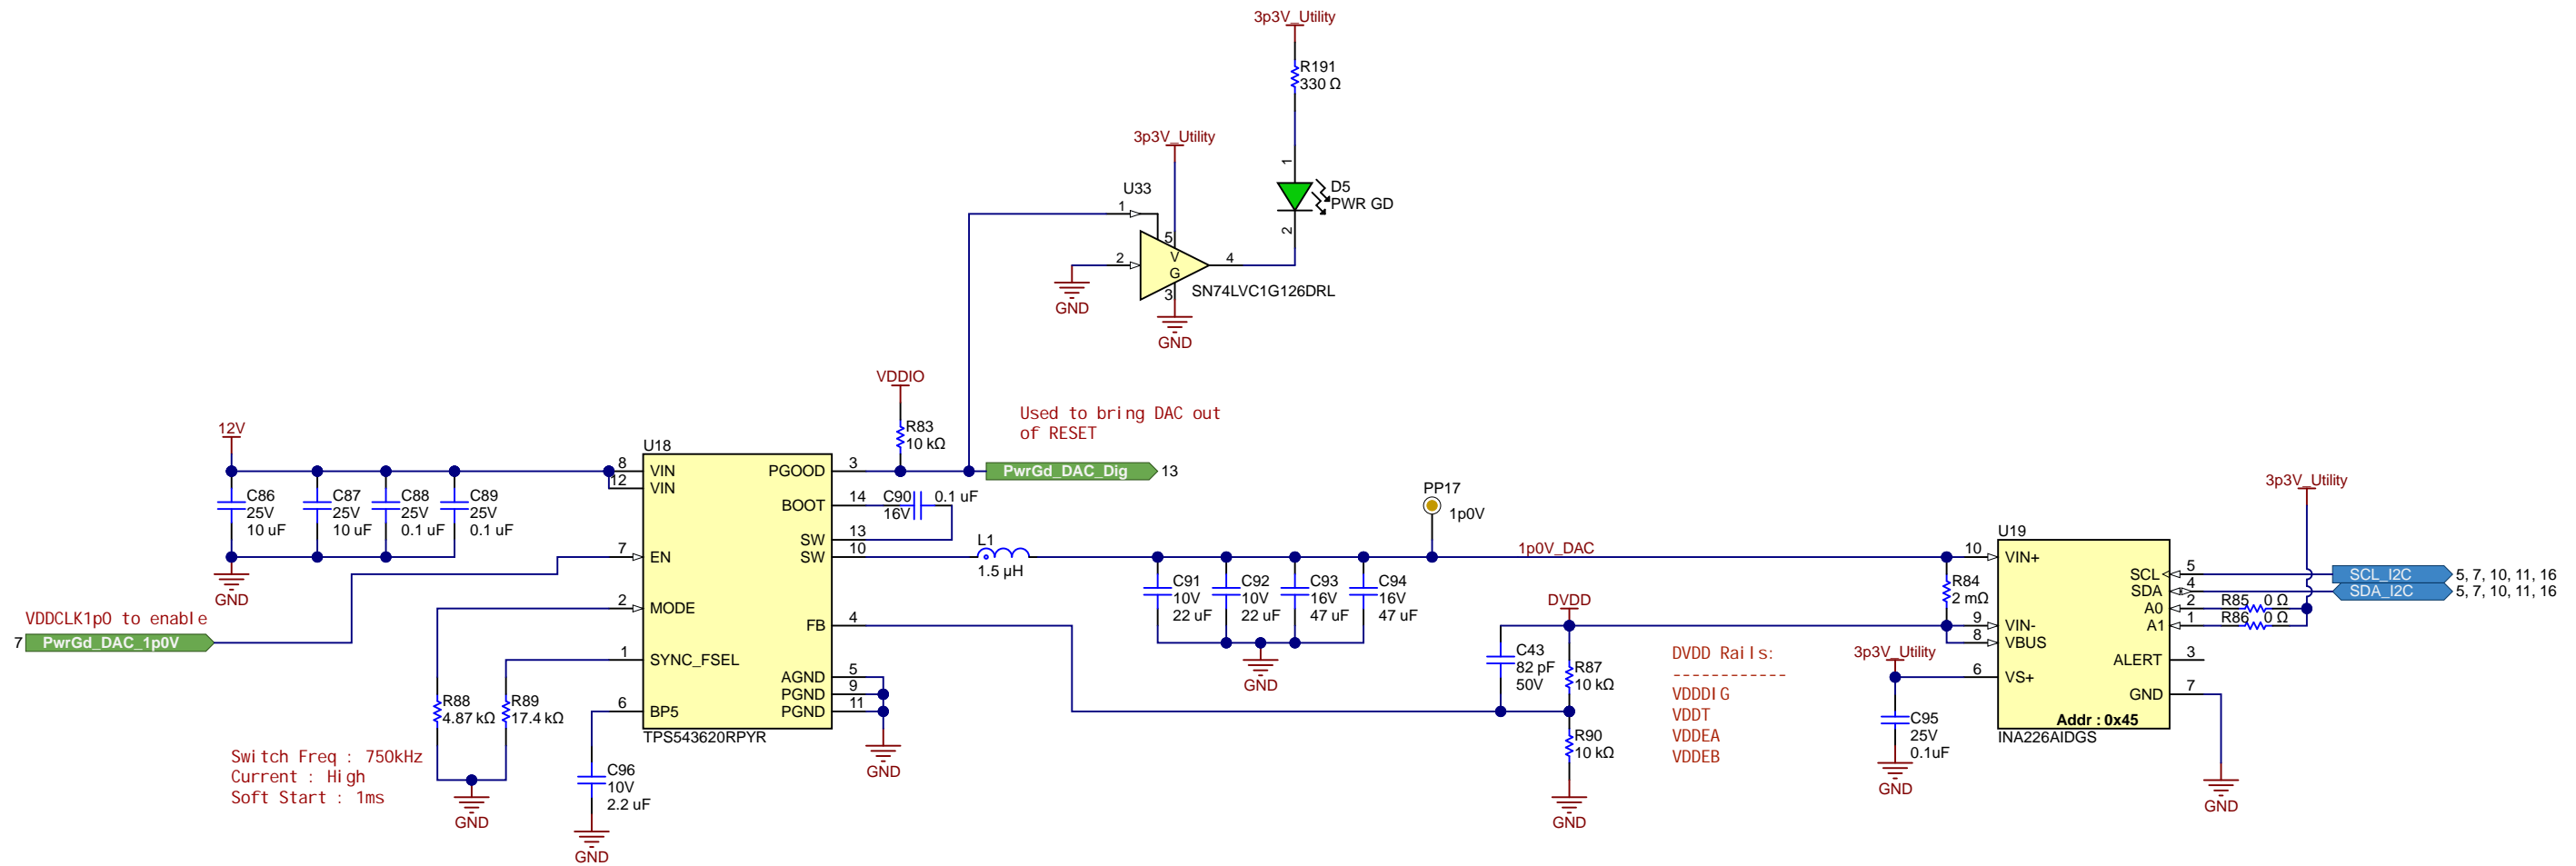 3p3V_Utility
R191
330 Ω
3p3V_Utility
1
U33
D5
PWR GD
1
2
5
V
2
4
G
3
SN74LVC1G126DRL
GND
GND
VDDIO
Used to bring DAC out
of RESET
12V
R83
10 kΩ
U18
8
VIN
PGOOD
3
PwrGd_DAC_Dig
13
12
VIN
C86
25V
10 uF
C87
25V
10 uF
C88
25V
0.1 uF
C89
25V
0.1 uF
BOOT
14
C90
0.1 uF
16V
SW
13
SW
10
L1
1.5 µH
7
EN
GND
PP17
1p0V
1p0V_DAC
C91
10V
22 uF
C92
10V
22 uF
C93
16V
47 uF
C94
16V
47 uF
GND
2
MODE
VDDCLK1p0 to enable
7
PwrGd_DAC_1p0V
FB
4
1
SYNC_FSEL
AGND
5
PGND
9
PGND
11
6
BP5
TPS543620RPYR
GND
R88
4.87 kΩ
R89
17.4 kΩ
Switch Freq : 750kHz
Current : High
Soft Start : 1ms
GND
C96
10V
2.2 uF
GND
DVDD
C43
82 pF
50V
R87
10 kΩ
R90
10 kΩ
GND
DVDD Rails:
------------
VDDDIG
VDDT
VDDEA
VDDEB
3p3V_Utility
U19
10
VIN+
R84
2 mΩ
9
VIN-
8
VBUS
3p3V_Utility
6
VS+
C95
25V
0.1uF
GND
SCL
5
SCL_I2C
5, 7, 10, 11, 16
SDA
4
SDA_I2C
5, 7, 10, 11, 16
A0
2
R85
0 Ω
A1
1
R86
0 Ω
ALERT
3
GND
7
Addr : 0x45
INA226AIDGS
GND